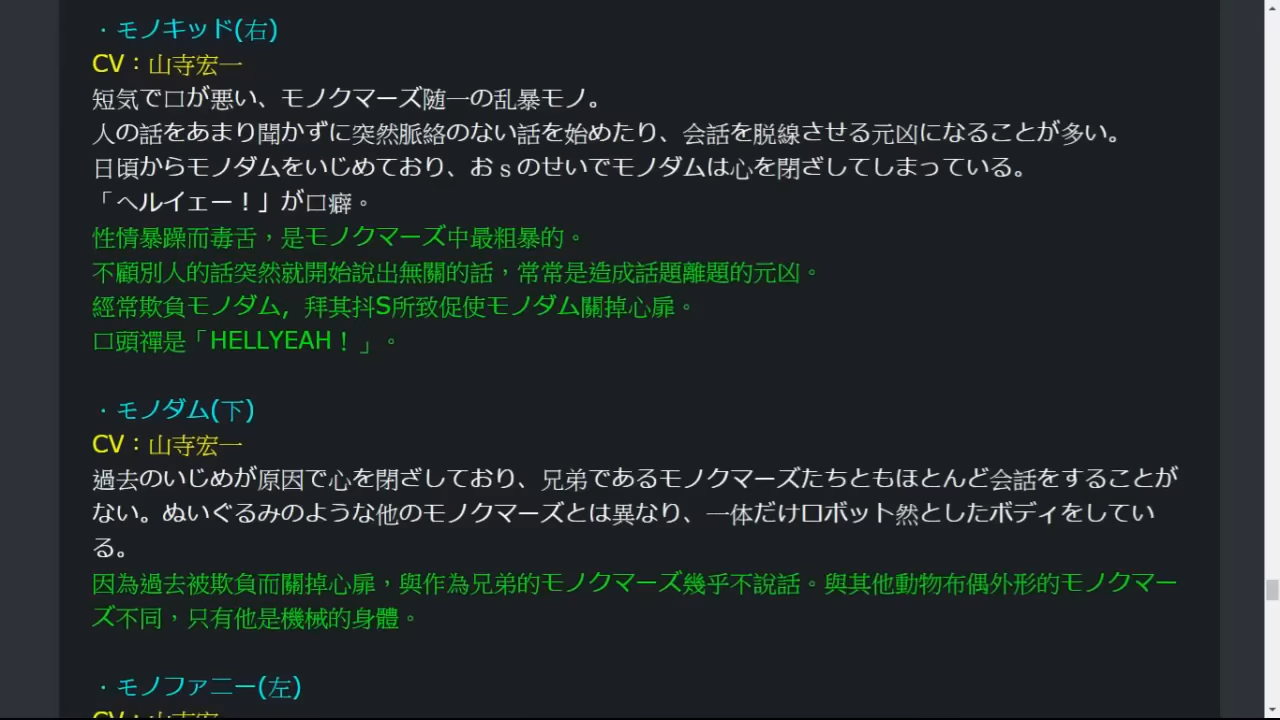 ・モノキッド(右)
CV：山寺宏一
短気で口が悪い、モノクマーズ随一の乱暴モノ。
人の話をあまり聞かずに突然脈絡のない話を始めたり、会話を脱線させる元凶になることが多い。
日頃からモノダムをいじめており、おｓのせいでモノダムは心を閉ざしてしまっている。
「ヘルイェー！」が口癖。
性情暴躁而毒舌，是モノクマーズ中最粗暴的。
不顧別人的話突然就開始說出無關的話，常常是造成話題離題的元凶。
經常欺負モノダム, 拜其抖S所致促使モノダム關掉心扉。
口頭禪是「HELLYEAH！」。
・モノダム(下)
CV：山寺宏一
過去のいじめが原因で心を閉ざしており、兄弟であるモノクマーズたちともほとんど会話をすることが
ない。ぬいぐるみのような他のモノクマーズとは異なり、一体だけロボット然としたボディをしてい
る。
因為過去被欺負而關掉心扉，與作為兄弟的モノクマーズ幾乎不說話。與其他動物布偶外形的モノクマー
ズ不同，只有他是機械的身體。
・モノファニー(左)
CV：山寺宏一